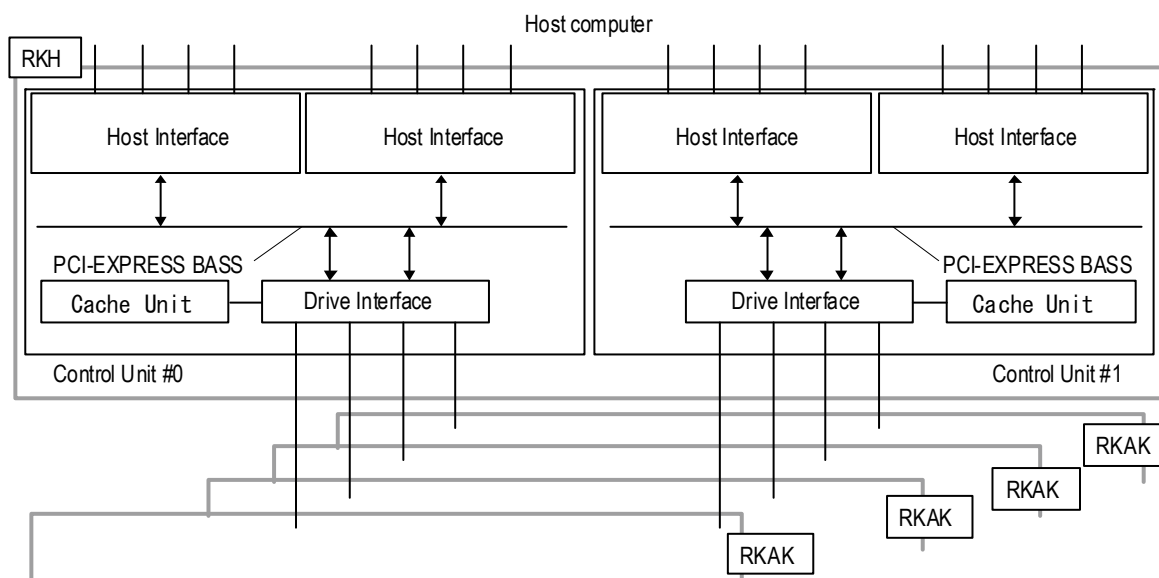 Host computer
RKH
Host Interface
Host Interface
Host Interface
Host Interface
PCI-EXPRESS BASS
PCI-EXPRESS BASS
Cache Unit
Drive Interface
Drive Interface
Cache Unit
Control Unit #0
Control Unit #1
RKAK
RKAK
RKAK
RKAK